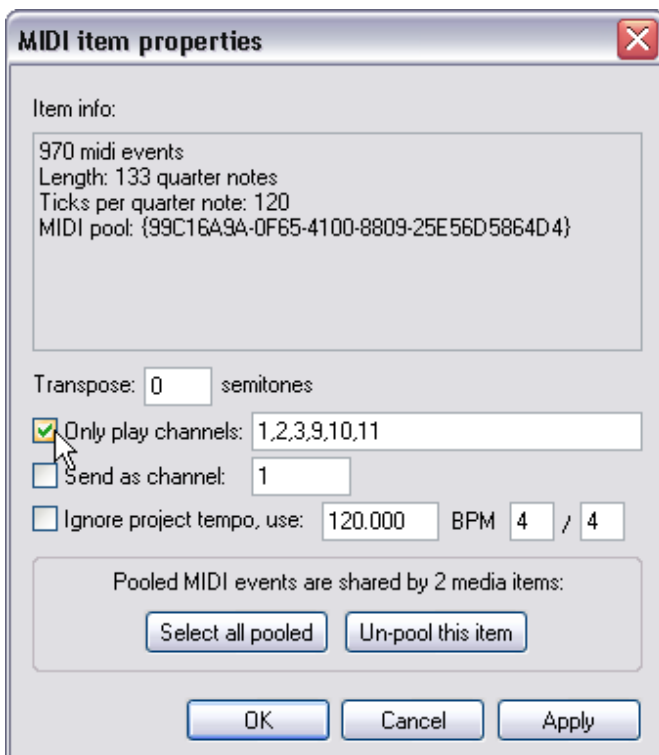 MIDI item properties
Item info:
970 midi events
Length: 133 quarter notes
Ticks per quarter note: 120
MIDI pool: {99C16A9A-0F65-4100-8809-25E56D5864D4}
Transpose: 0 semitones
Only play channels: 1,2,3,9,10,11
Send as channel: 1
Ignore project tempo, use: 120.000 BPM 4 / 4
Pooled MIDI events are shared by 2 media items:
Select all pooled Un-pool this item
OK Cancel Apply